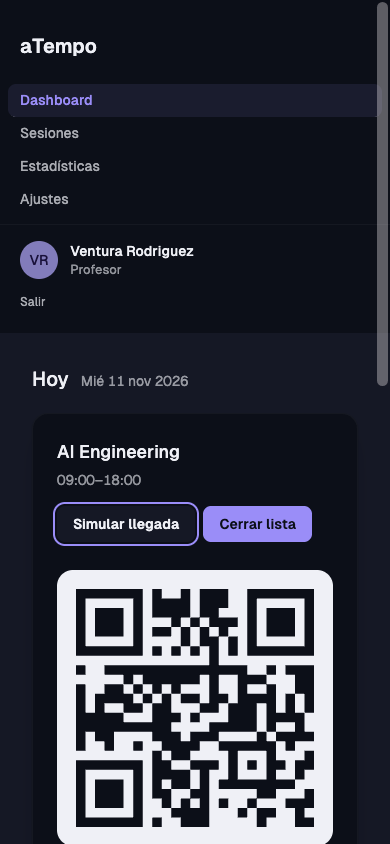 aTempo
Dashboard
Sesiones
Estadísticas
Ajustes
VR
Ventura Rodriguez
Profesor
Salir
Hoy Mié 11 nov 2026
AI Engineering
09:00–18:00
Simular llegada Cerrar lista